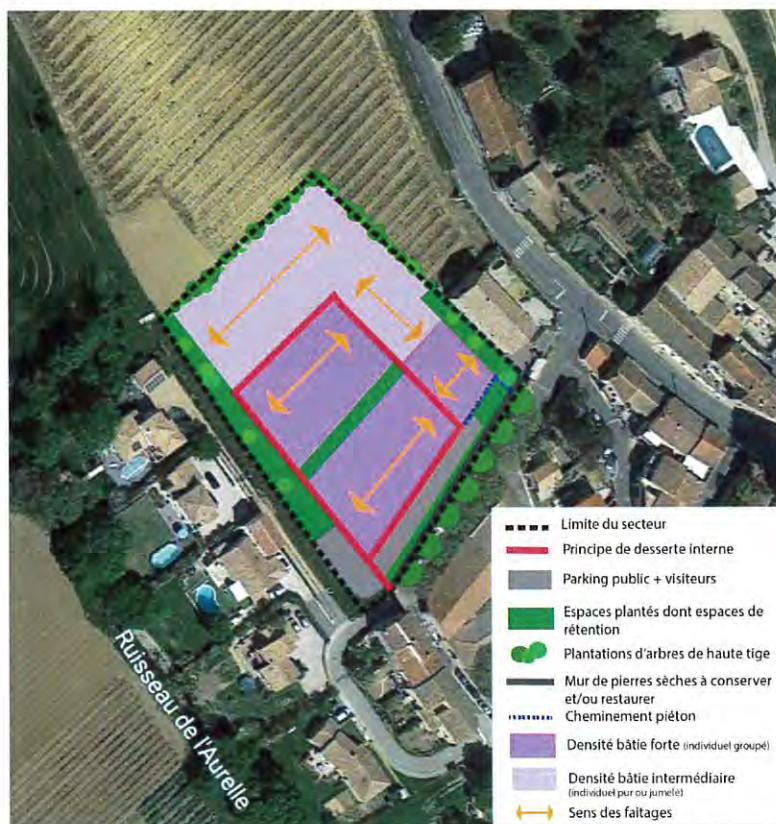 Ruisseau de l'Aurelle
Limite du secteur
Principe de desserte interne
Parking public + visiteurs
Espaces plantés dont espaces de
rétention
Plantations d'arbres de haute tige
Mur de pierres sèches à conserver
et/ou restaurer
Cheminement piéton
Densité bâtie forte (individuel groupé)
Densité bâtie intermédiaire
(individuel pur ou jumelé)
Sens des faitages